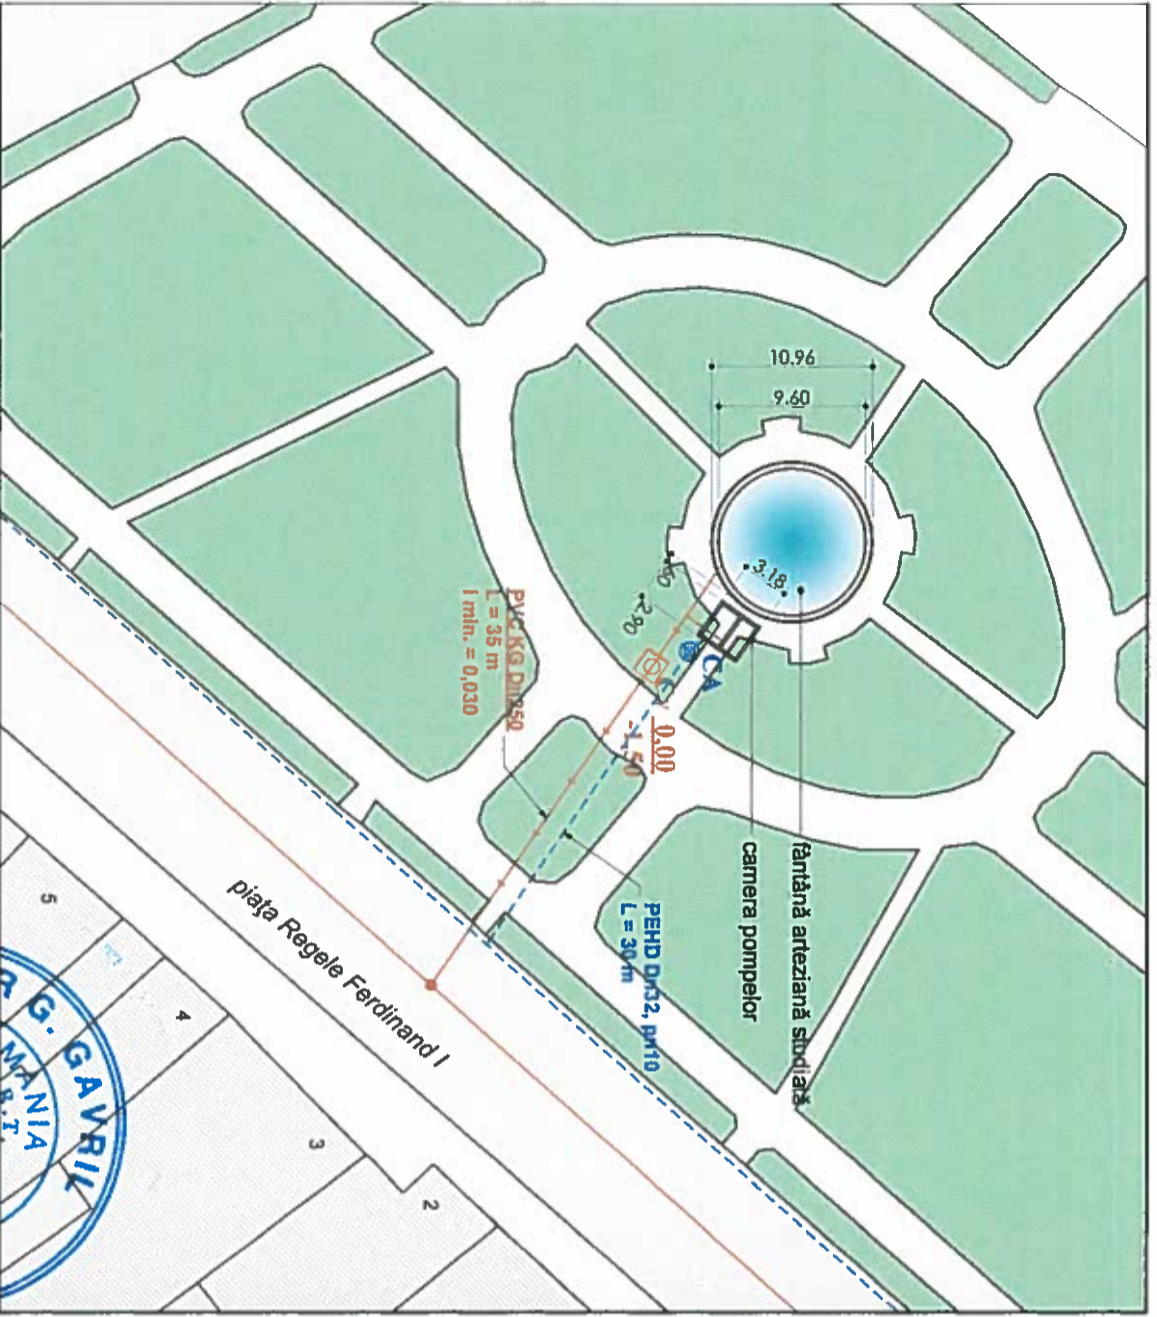 10.96
9.60
3.18
2.90
PVC KG Dn250
L = 35 m
I min. = 0,030
CA
0.00
-1,50
fântână arteziană studiată
camera pompelor
PEHD Dn32, pn10
L = 30 m
piaţa Regele Ferdinand I
5
4
3
2
G. GAVRIL
MANIA